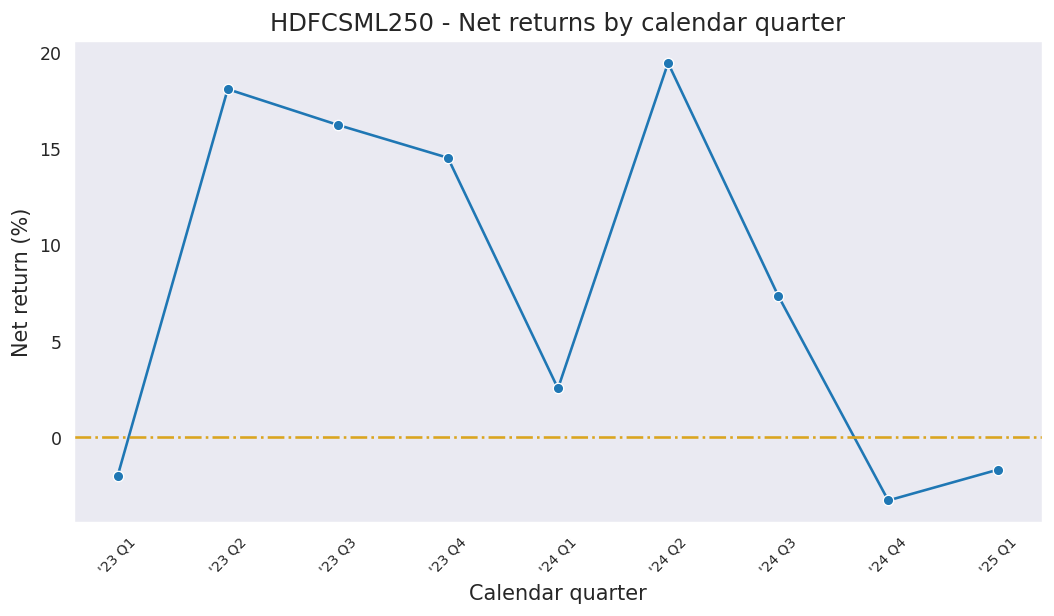 HDFCSML250 - Net returns by calendar quarter
20
15
10
5
0
Net return (%)
'23 Q1
'23 Q2
'23 Q3
'23 Q4
'24 Q1
'24 Q2
'24 Q3
'24 Q4
'25 Q1
Calendar quarter